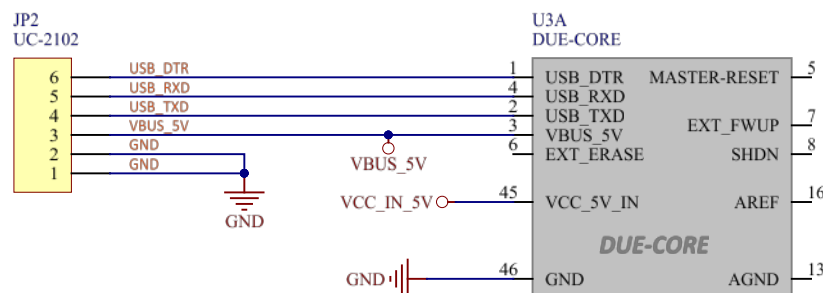 JP2
UC-2102
U3A
DUE-CORE
6 USB_DTR 1 USB_DTR MASTER-RESET 5
5 USB_RXD 4 USB_RXD
4 USB_TXD 2 USB_TXD EXT_FWUP 7
3 VBUS_5V 3 VBUS_5V
2 GND VBUS_5V 6 EXT_ERASE SHDN 8
1 GND
GND
VCC_IN_5V 45 VCC_5V_IN AREF 16
DUE-CORE
GND 46 GND AGND 13